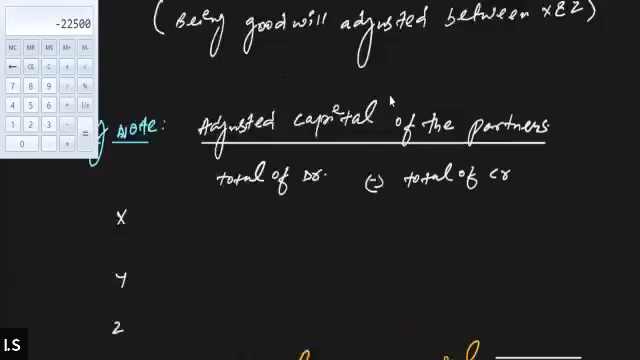 -22500
MC MR MS M+ M-
← CE C ± √
7 8 9 / %
4 5 6 * 1/x
1 2 3 - =
0 . +
(Being goodwill adjusted between X & Z)
Note:
Adjusted capital of the partners
total of Dr. (-) total of Cr
X
Y
Z
I.S